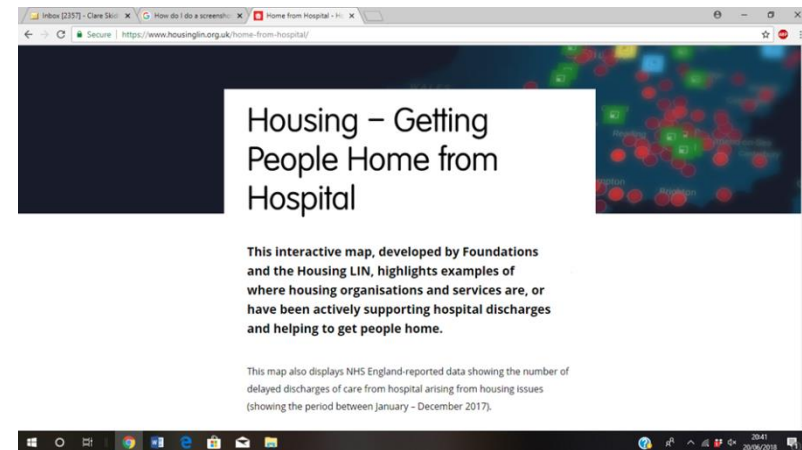 Inbox [2357] - Clare Skid
How do I do a screensho
Home from Hospital - Ho
Secure | https://www.housinglin.org.uk/home-from-hospital/
Reading
Brighton
Housing – Getting
People Home from
Hospital
This interactive map, developed by Foundations
and the Housing LIN, highlights examples of
where housing organisations and services are, or
have been actively supporting hospital discharges
and helping to get people home.
This map also displays NHS England-reported data showing the number of
delayed discharges of care from hospital arising from housing issues
(showing the period between January – December 2017).
20:41
20/06/2018